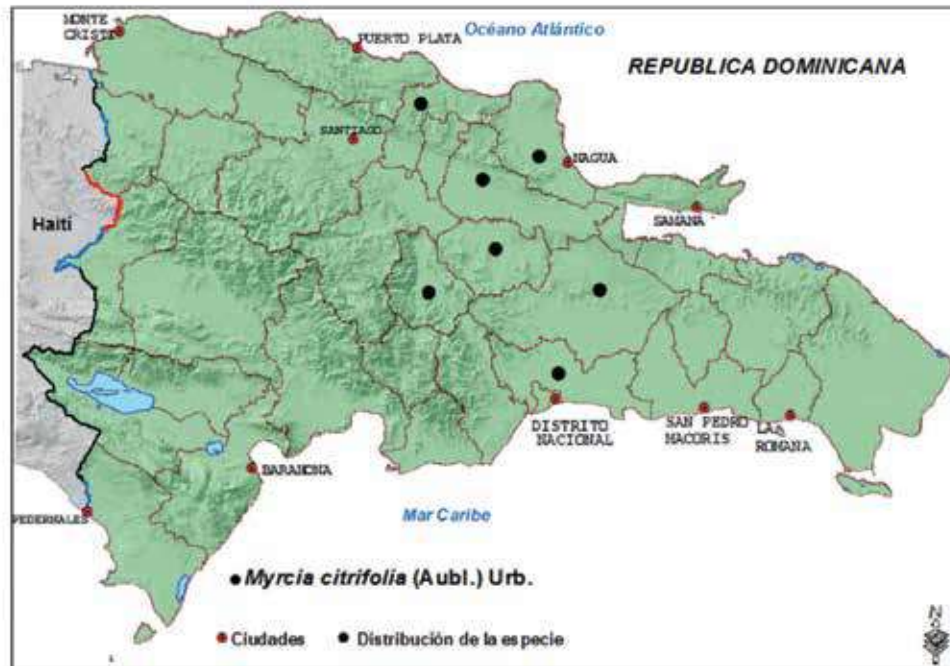 MONTE
CRISTI
PUERTO PLATA
Océano Atlántico
REPUBLICA DOMINICANA
SANTIAGO
NAGUA
SAMANA
Haití
DISTRITO
NACIONAL
SAN PEDRO
MACORIS
LA
ROMANA
BARAHONA
PEDERNALES
Mar Caribe
Myrcia citrifolia (Aubl.) Urb.
Ciudades
Distribución de la especie